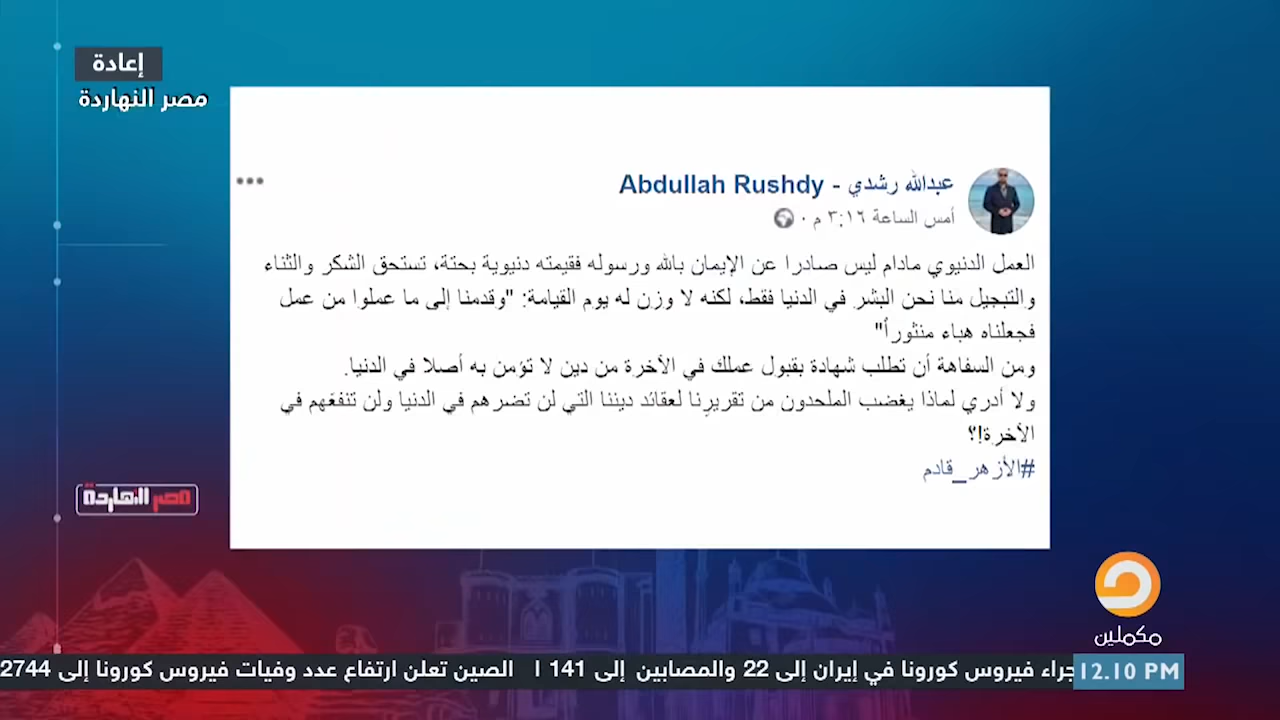 إعادة
مصر النهاردة
عبدالله رشدي - Abdullah Rushdy
أمس الساعة ٣:١٦ م ·
العمل الدنيوي مادام ليس صادرا عن الإيمان بالله ورسوله فقيمته دنيوية بحتة، تستحق الشكر والثناء
والتبجيل منا نحن البشر في الدنيا فقط، لكنه لا وزن له يوم القيامة: "وقدمنا إلى ما عملوا من عمل
فجعلناه هباء منثوراً"
ومن السفاهة أن تطلب شهادة بقبول عملك في الآخرة من دين لا تؤمن به أصلا في الدنيا.
ولا أدري لماذا يغضب الملحدون من تقريرِنا لعقائد ديننا التي لن تضرهم في الدنيا ولن تنفعَهم في
الآخرة!؟
#الأزهر_قادم
مصر النهاردة
مكملين
جراء فيروس كورونا في إيران إلى 22 والمصابين إلى 141 ا الصين تعلن ارتفاع عدد وفيات فيروس كورونا إلى 2744
12.10 PM